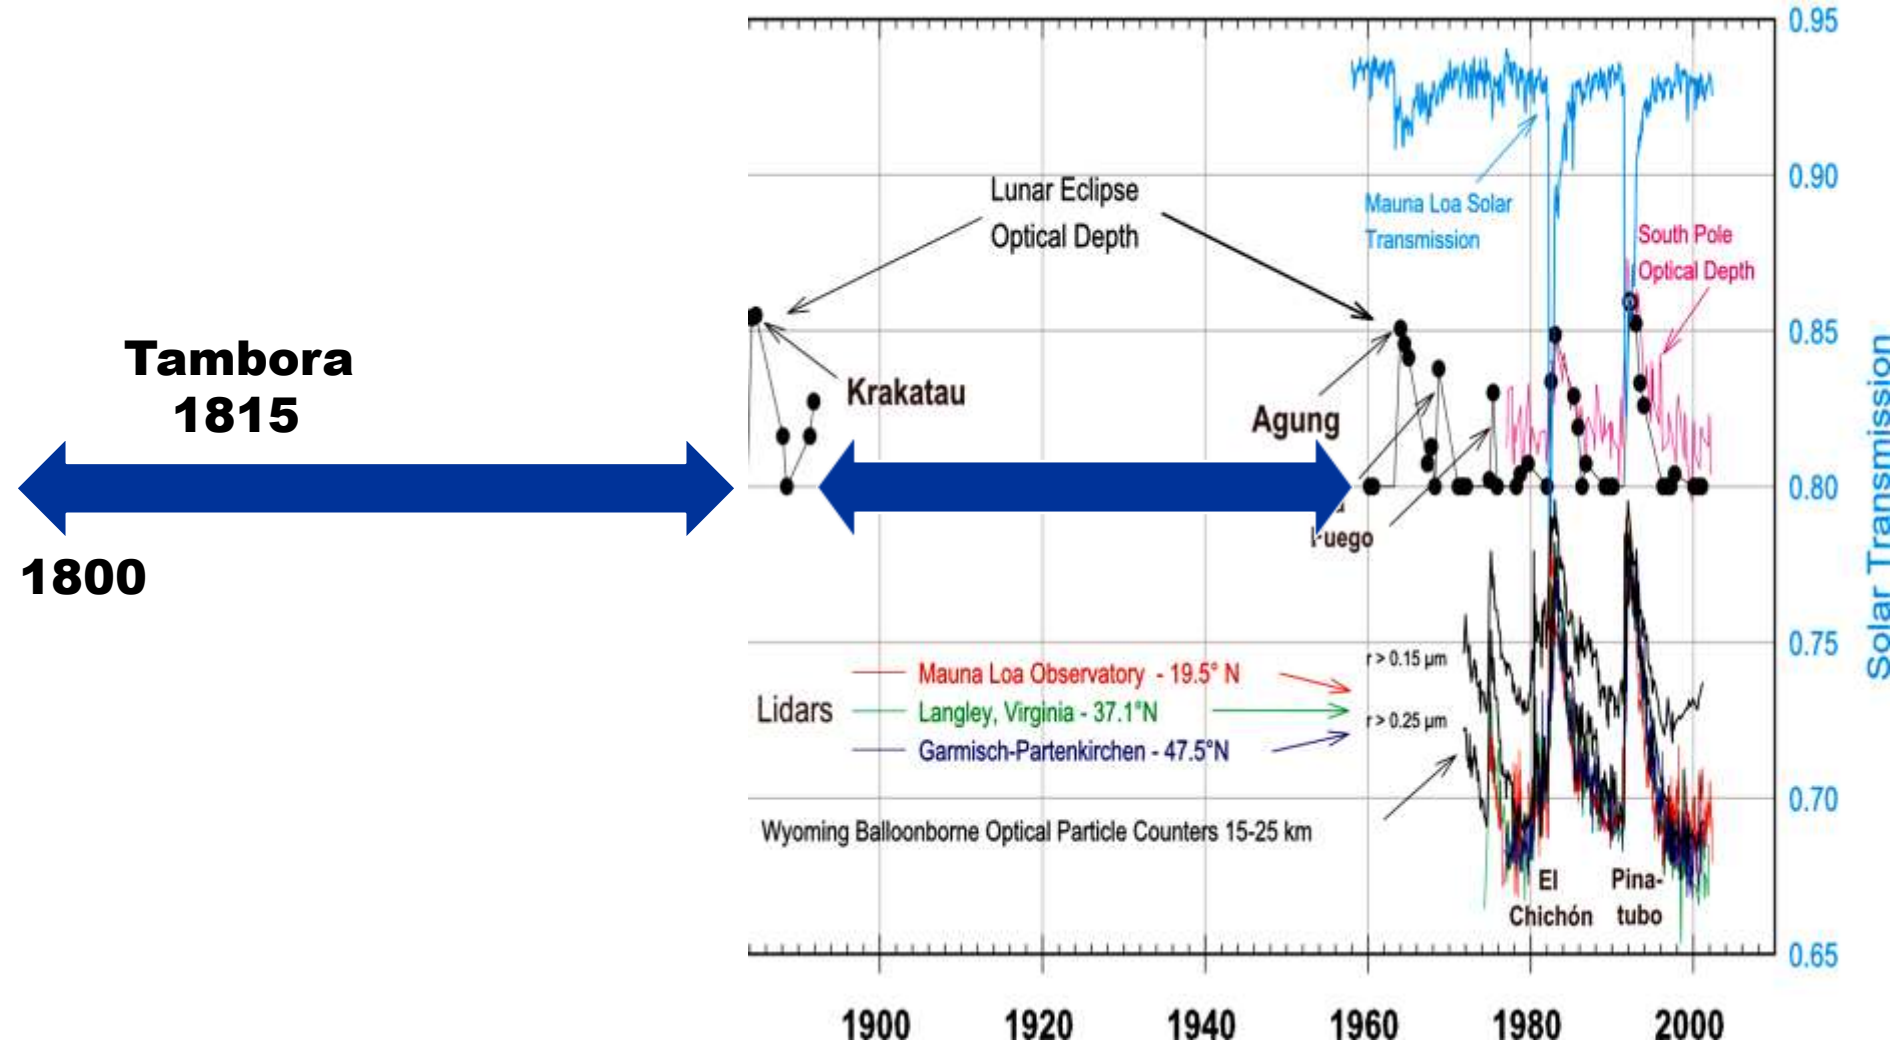 Tambora
1815
1800
Lunar Eclipse
Optical Depth
Krakatau
Agung
Mauna Loa Solar
Transmission
South Pole
Optical Depth
r > 0.15 µm
r > 0.25 µm
Lidars
Mauna Loa Observatory - 19.5° N
Langley, Virginia - 37.1°N
Garmisch-Partenkirchen - 47.5°N
Wyoming Balloonborne Optical Particle Counters 15-25 km
El
Chichón
Pina-
tubo
0.95
0.90
0.85
0.80
0.75
0.70
0.65
Solar Transmission
1900
1920
1940
1960
1980
2000